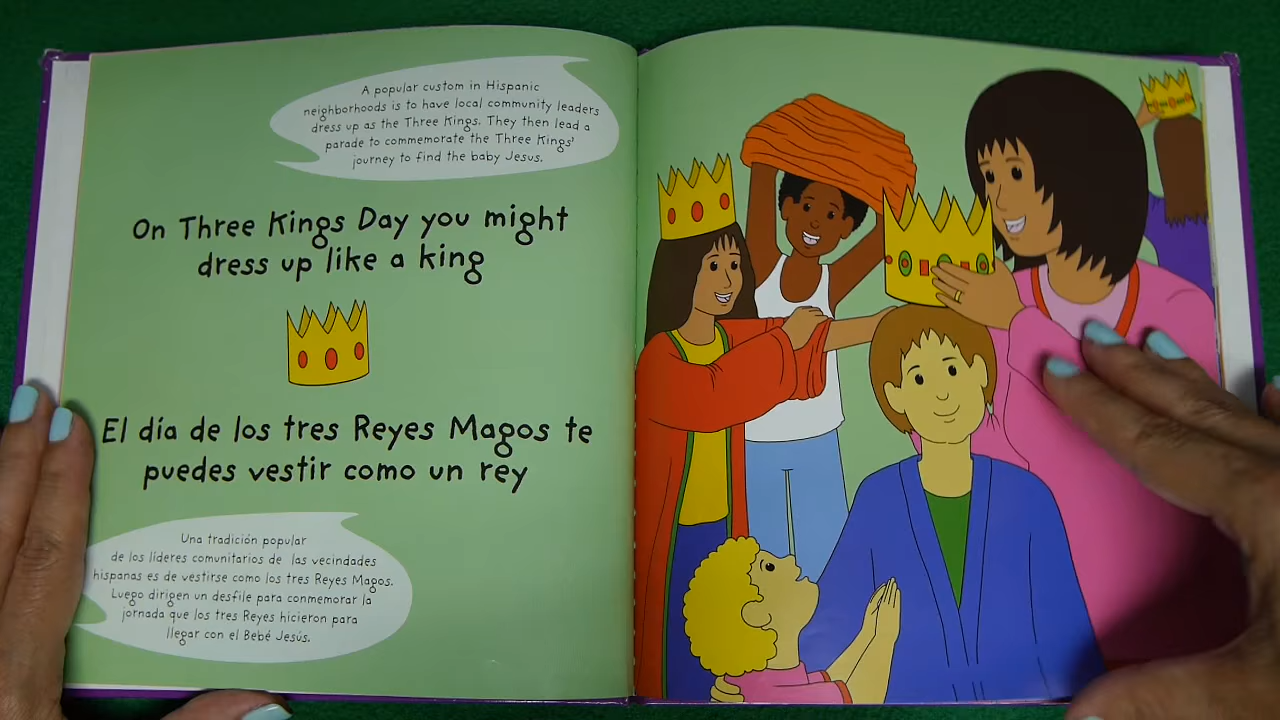 A popular custom in Hispanic
neighborhoods is to have local community leaders
dress up as the Three Kings. They then lead a
parade to commemorate the Three Kings'
journey to find the baby Jesus.
On Three Kings Day you might
dress up like a king
El día de los tres Reyes Magos te
puedes vestir como un rey
Una tradición popular
de los líderes comunitarios de las vecindades
hispanas es de vestirse como los tres Reyes Magos.
Luego dirigen un desfile para conmemorar la
jornada que los tres Reyes hicieron para
llegar con el Bebé Jesús.